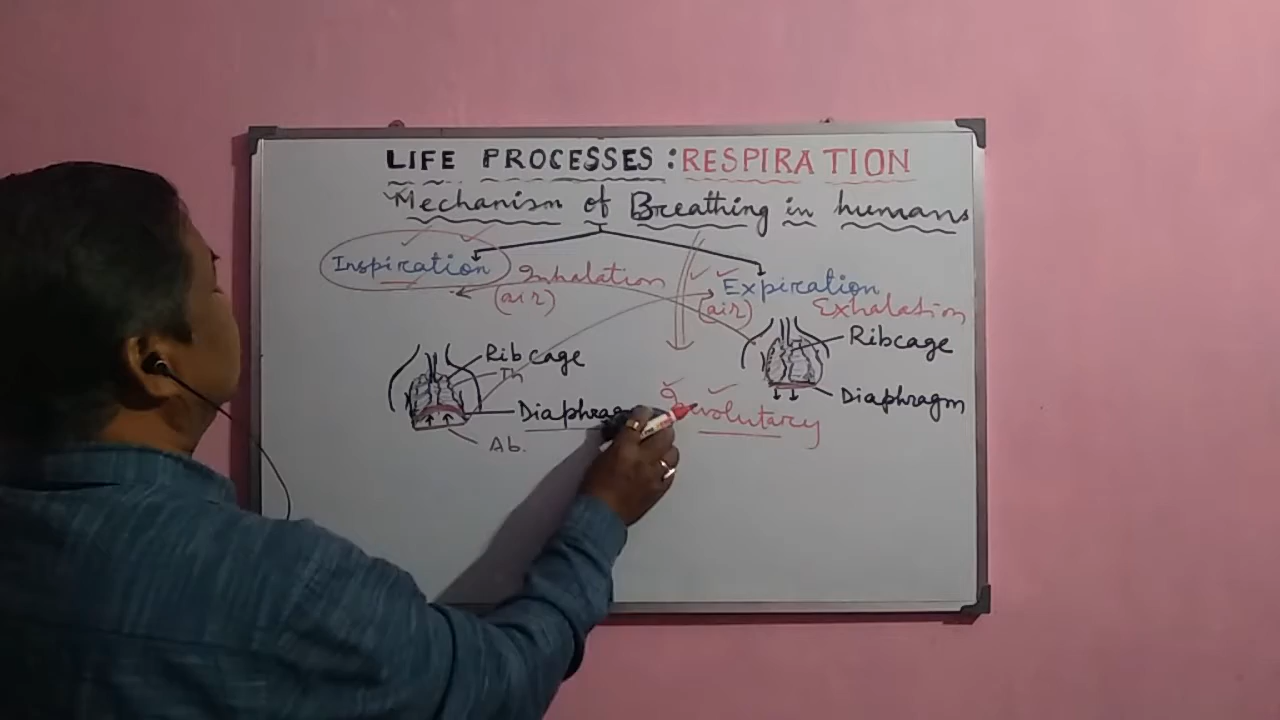 LIFE PROCESSES : RESPIRATION
Mechanism of Breathing in humans
Inspiration
Inhalation
(air)
Expiration
(air)
Exhalation
Ribcage
Th
Diaphragm
Ab.
Ribcage
Diaphragm